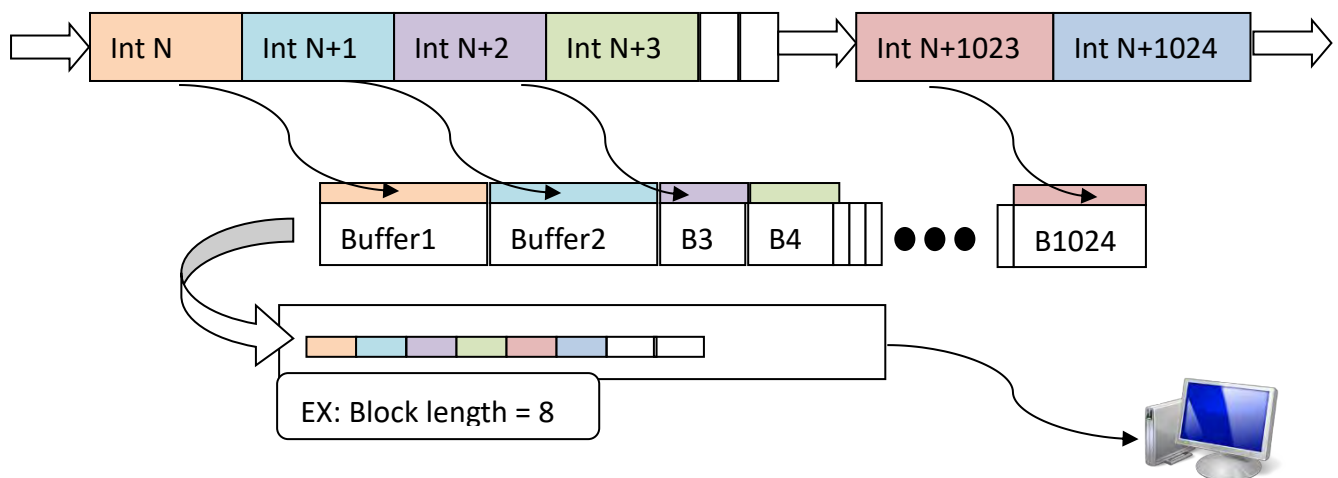 Int N Int N+1 Int N+2 Int N+3 Int N+1023 Int N+1024
Buffer1 Buffer2 B3 B4 B1024
EX: Block length = 8